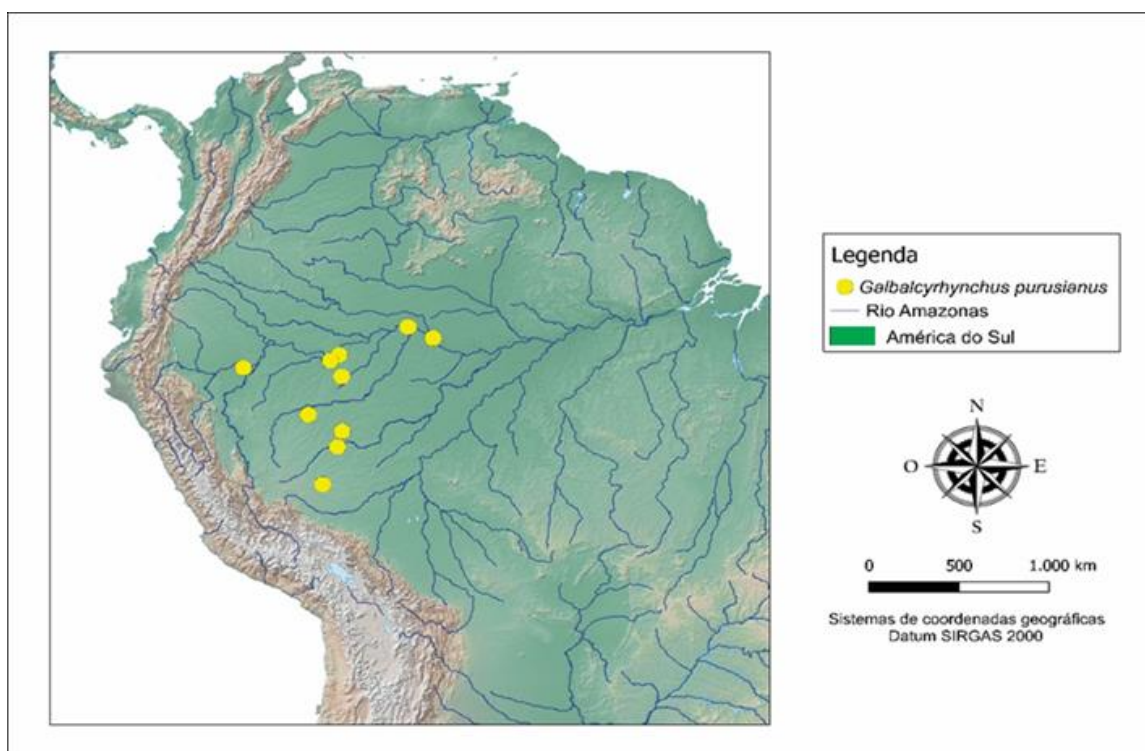 Legenda
Galbalcyrhynchus purusianus
Rio Amazonas
América do Sul
N
O E
S
0 500 1.000 km
Sistemas de coordenadas geográficas
Datum SIRGAS 2000